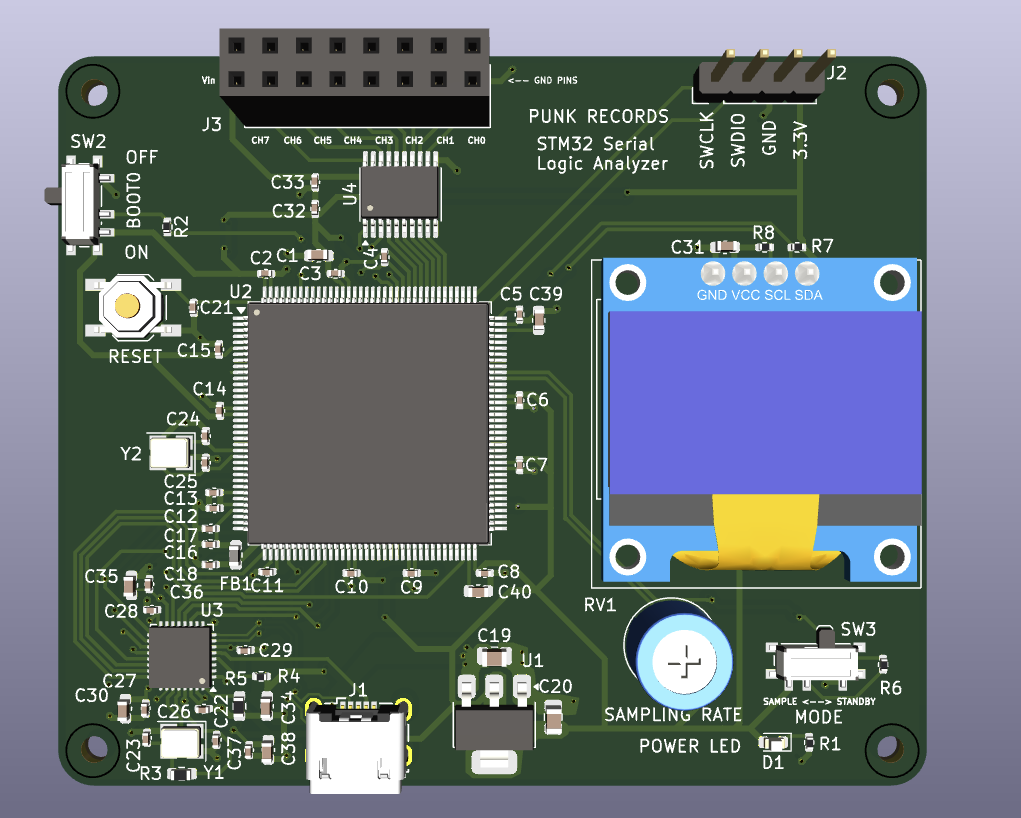 Vin
<-- GND PINS
J3
CH7 CH6 CH5 CH4 CH3 CH2 CH1 CH0
J2
PUNK RECORDS
STM32 Serial
Logic Analyzer
SWCLK
SWDIO
GND
3.3V
SW2
OFF
BOOT0
ON
R2
C33
C32
U4
C1
C2
C3
C4
C31
R8
R7
GND VCC SCL SDA
U2
C5
C39
C21
RESET
C15
C14
C6
C24
Y2
C7
C25
C13
C12
C17
C16
C35
C18
C36
FB1
C11
C10
C9
C8
C40
C28
U3
RV1
C29
C19
U1
SW3
C27
R5
R4
J1
C20
R6
C30
C22
C34
SAMPLE <--> STANDBY
C26
SAMPLING RATE
MODE
C23
C37
C38
POWER LED
R3
Y1
D1
R1